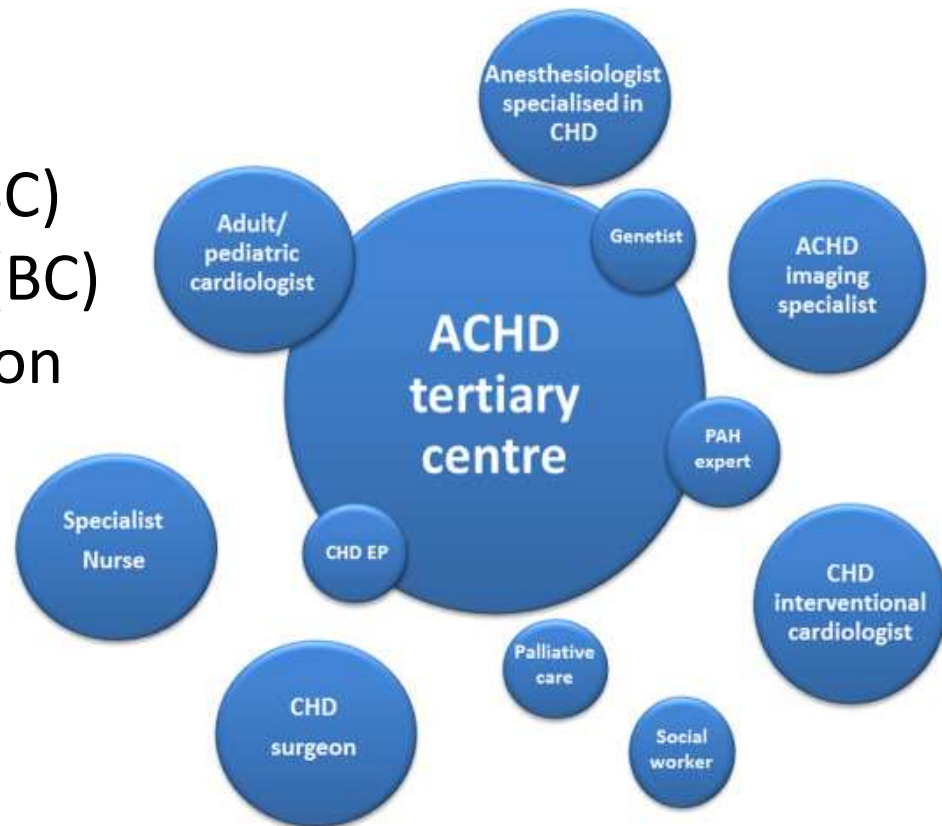 C)
BC)
on
Anesthesiologist
specialised in
CHD
Adult/
pediatric
cardiologist
Genetist
ACHD
imaging
specialist
ACHD
tertiary
centre
PAH
expert
Specialist
Nurse
CHD EP
CHD
interventional
cardiologist
Palliative
care
CHD
surgeon
Social
worker